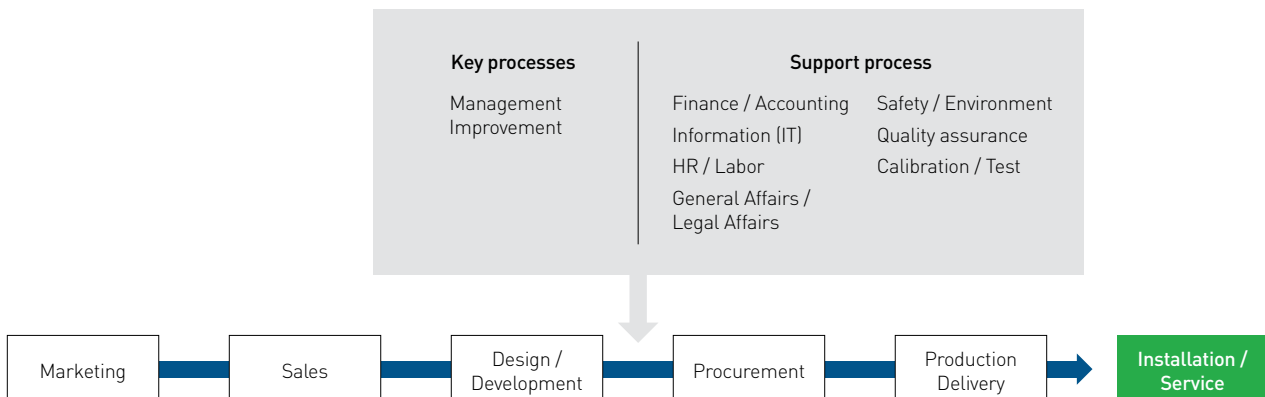 Key processes
Management
Improvement
Support process
Finance / Accounting
Information (IT)
HR / Labor
General Affairs /
Legal Affairs
Safety / Environment
Quality assurance
Calibration / Test
Marketing
Sales
Design /
Development
Procurement
Production
Delivery
Installation /
Service